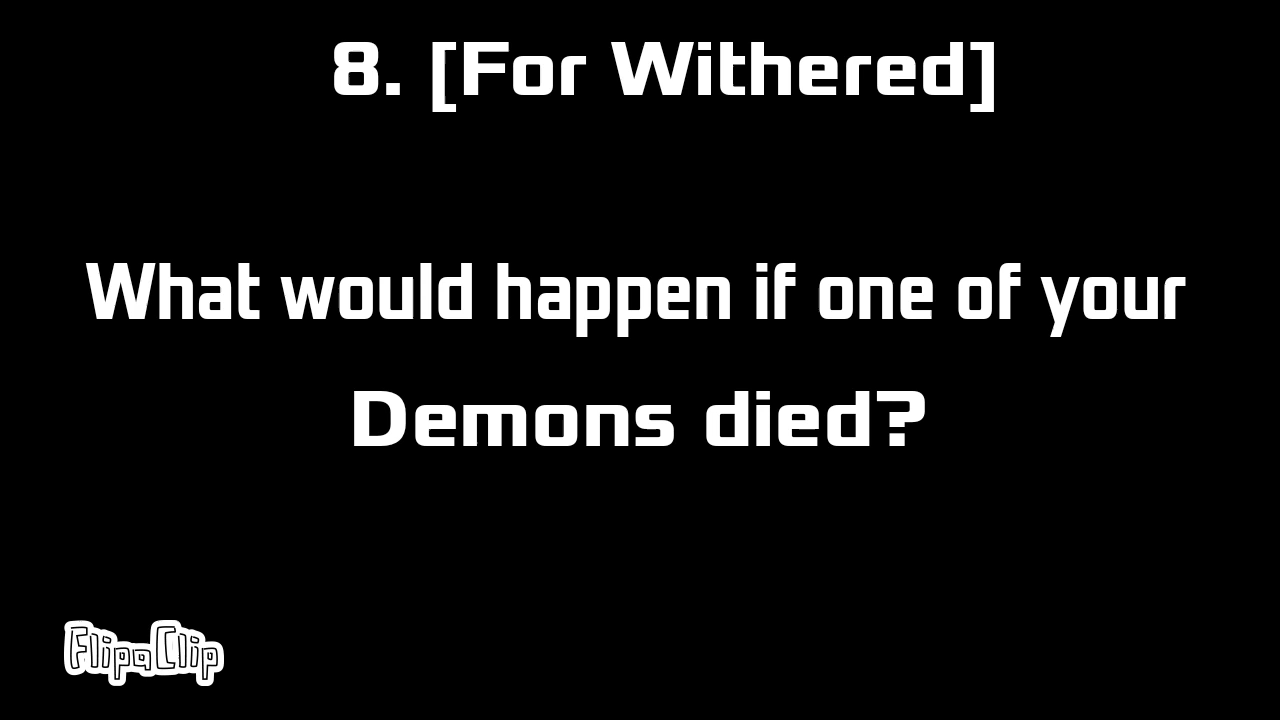 8. [For Withered]
What would happen if one of your
Demons died?
FlipaClip